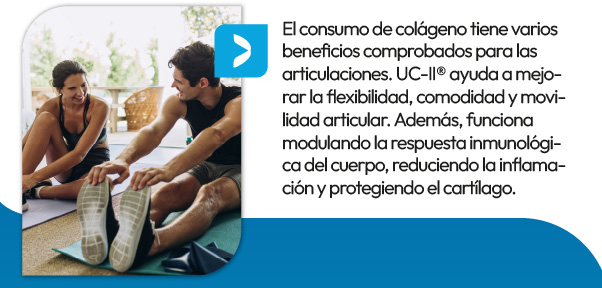 El consumo de colágeno tiene varios
beneficios comprobados para las
articulaciones. UC-II® ayuda a mejo-
rar la flexibilidad, comodidad y movi-
lidad articular. Además, funciona
modulando la respuesta inmunológi-
ca del cuerpo, reduciendo la inflama-
ción y protegiendo el cartílago.